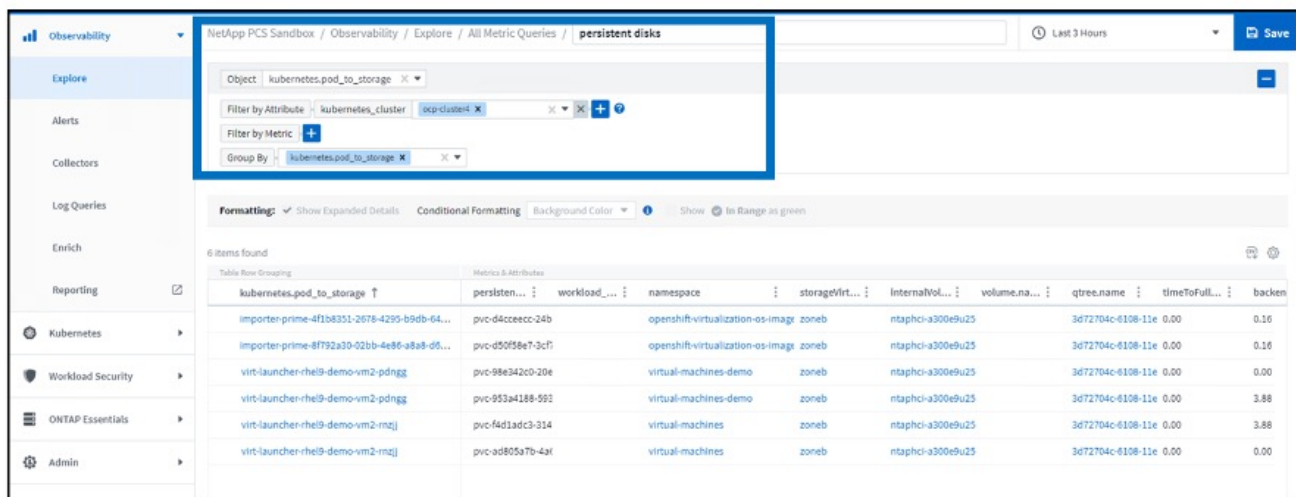 Observability
NetApp PCS Sandbox / Observability / Explore / All Metric Queries / persistent disks
Last 3 Hours
Save
Explore
Object kubernetes.pod_to_storage
Filter by Attribute kubernetes_cluster ocp-cluster4
Alerts
Filter by Metric
Collectors
Group By kubernetes.pod_to_storage
Log Queries
Formatting: Show Expanded Details Conditional Formatting Background Color Show In Range as green
Enrich
6 items found
Table Row Grouping Metrics & Attributes
Reporting
kubernetes.pod_to_storage ↑ persisten... workload_... namespace storageVirt... internalVol... volume.na... qtree.name timeToFull... backen
importer-prime-4f1b8351-2678-4295-b9db-64... pvc-d4cceecc-24b openshift-virtualization-os-image zoneb ntaphci-a300e9u25 3d72704c-6108-11e 0.00 0.16
Kubernetes
importer-prime-8f792a30-02bb-4e86-a8a8-d6... pvc-d50f58e7-3cf openshift-virtualization-os-image zoneb ntaphci-a300e9u25 3d72704c-6108-11e 0.00 0.16
Workload Security
virt-launcher-rhel9-demo-vm2-pdngg pvc-98e342c0-20e virtual-machines-demo zoneb ntaphci-a300e9u25 3d72704c-6108-11e 0.00 0.00
virt-launcher-rhel9-demo-vm2-pdngg pvc-953a4188-593 virtual-machines-demo zoneb ntaphci-a300e9u25 3d72704c-6108-11e 0.00 3.88
ONTAP Essentials
virt-launcher-rhel9-demo-vm2-rnzjj pvc-f4d1adc3-314 virtual-machines zoneb ntaphci-a300e9u25 3d72704c-6108-11e 0.00 3.88
Admin
virt-launcher-rhel9-demo-vm2-rnzjj pvc-ad805a7b-4a virtual-machines zoneb ntaphci-a300e9u25 3d72704c-6108-11e 0.00 0.00